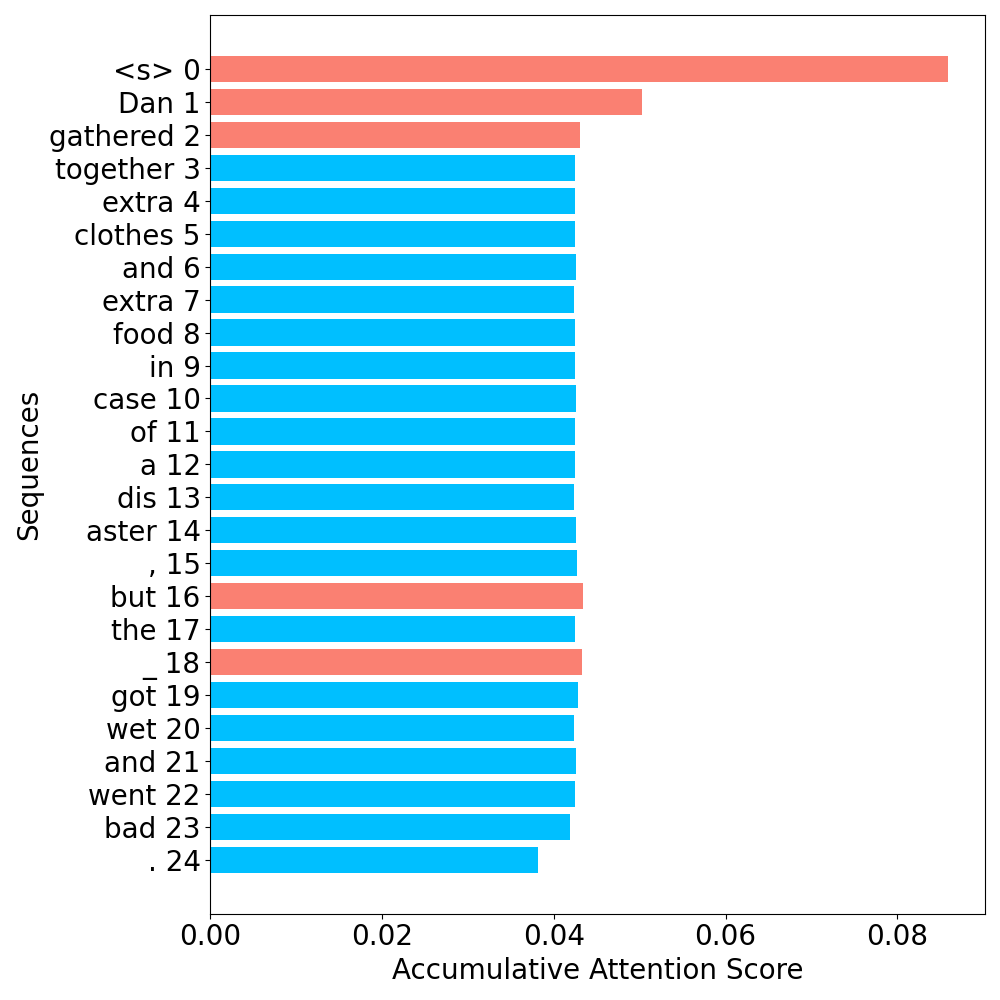 <s> 0
Dan 1
gathered 2
together 3
extra 4
clothes 5
and 6
extra 7
food 8
in 9
case 10
of 11
a 12
dis 13
aster 14
, 15
but 16
the 17
_ 18
got 19
wet 20
and 21
went 22
bad 23
. 24
Sequences
0.00 0.02 0.04 0.06 0.08
Accumulative Attention Score